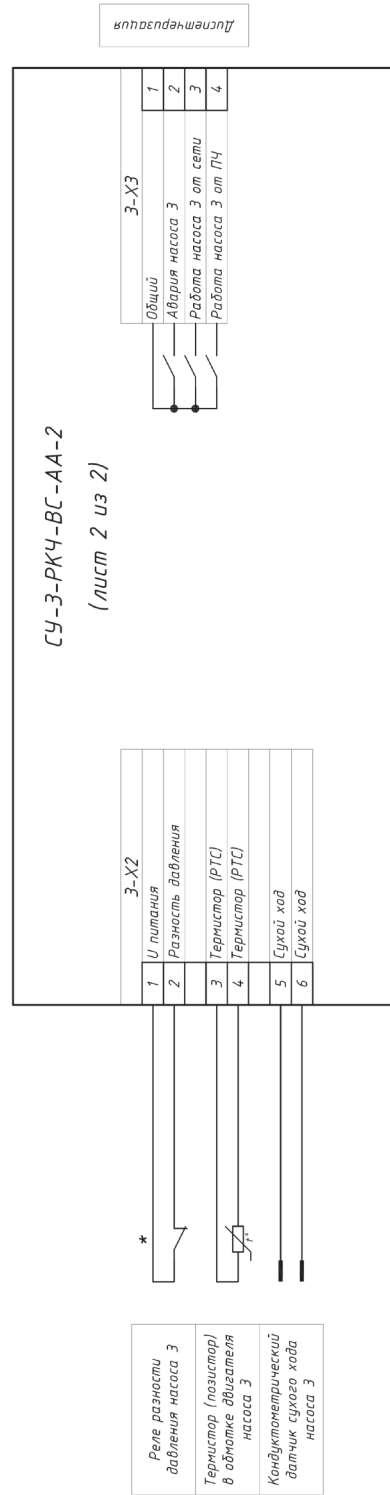 СУ-3-РКЧ-ВС-АА-2
(лист 2 из 2)
Реле разности
давления насоса 3
Термистор (позистор)
в обмотке двигателя
насоса 3
Кондуктометрический
датчик сухого хода
насоса 3
*
t°
3-X2
1 U питания
2 Разность давления
3 Термистор (PTC)
4 Термистор (PTC)
5 Сухой ход
6 Сухой ход
3-X3
Общий 1
Авария насоса 3 2
Работа насоса 3 от сети 3
Работа насоса 3 от ПЧ 4
Диспетчеризация